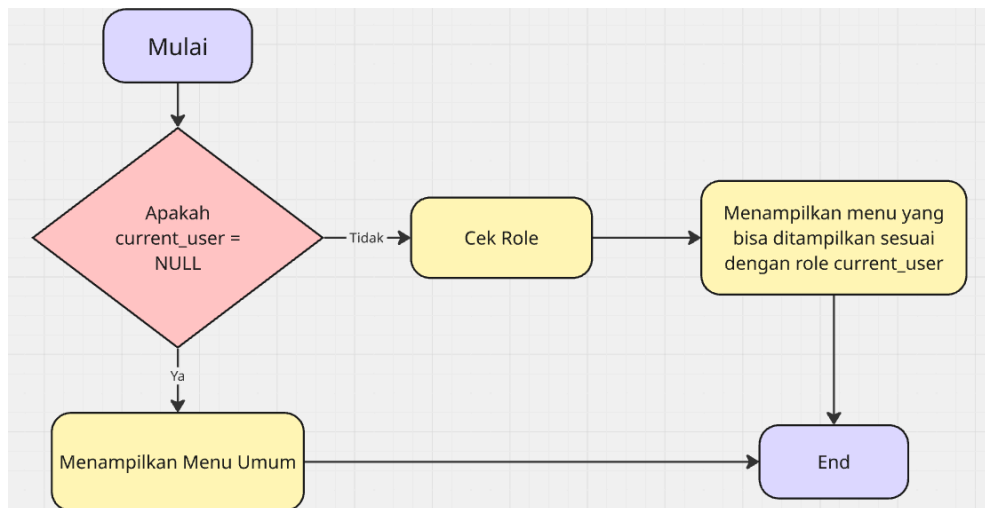 Mulai
Apakah
current_user =
NULL
Tidak
Cek Role
Menampilkan menu yang
bisa ditampilkan sesuai
dengan role current_user
Ya
Menampilkan Menu Umum
End